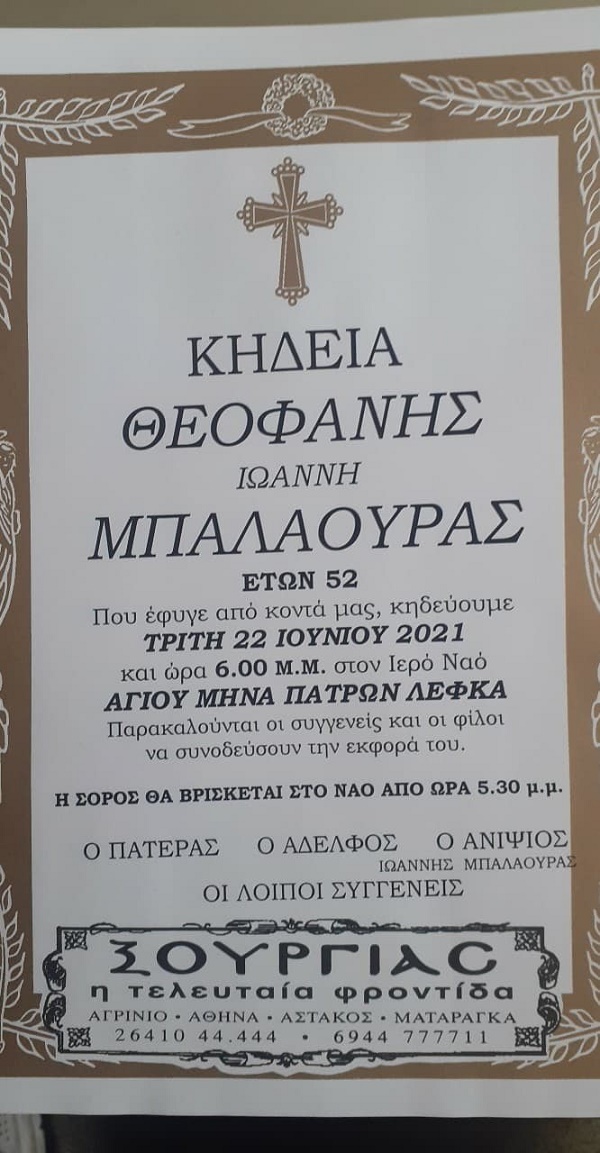 ΚΗΔΕΙΑ
ΘΕΟΦΑΝΗΣ
ΙΩΑΝΝΗ
ΜΠΑΛΑΟΥΡΑΣ
ΕΤΩΝ 52
Που έφυγε από κοντά μας, κηδεύουμε
ΤΡΙΤΗ 22 ΙΟΥΝΙΟΥ 2021
και ώρα 6.00 Μ.Μ. στον Ιερό Ναό
ΑΓΙΟΥ ΜΗΝΑ ΠΑΤΡΩΝ ΛΕΦΚΑ
Παρακαλούνται οι συγγενείς και οι φίλοι
να συνοδεύσουν την εκφορά του.
Η ΣΟΡΟΣ ΘΑ ΒΡΙΣΚΕΤΑΙ ΣΤΟ ΝΑΟ ΑΠΟ ΩΡΑ 5.30 μ.μ.
Ο ΠΑΤΕΡΑΣ Ο ΑΔΕΛΦΟΣ Ο ΑΝΙΨΙΟΣ
ΙΩΑΝΝΗΣ ΜΠΑΛΑΟΥΡΑΣ
ΟΙ ΛΟΙΠΟΙ ΣΥΓΓΕΝΕΙΣ
ΣΟΥΡΓΙΑΣ
η τελευταία φροντίδα
ΑΓΡΙΝΙΟ • ΑΘΗΝΑ • ΑΣΤΑΚΟΣ • ΜΑΤΑΡΑΓΚΑ
26410 44.444 • 6944 777711